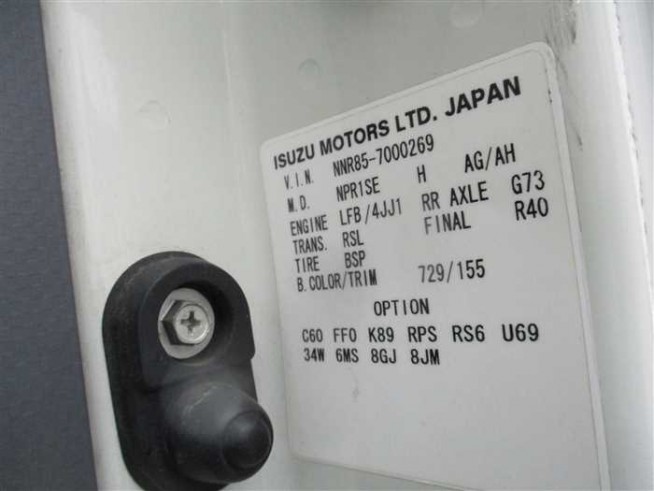 ISUZU MOTORS LTD. JAPAN
V.I.N. NNR85-7000269
M.D. NPR1SE H AG/AH
ENGINE LFB/4JJ1 RR AXLE G73
TRANS. RSL FINAL R40
TIRE BSP
B.COLOR/TRIM 729/155
OPTION
C60 FF0 K89 RPS RS6 U69
34W 6MS 8GJ 8JM